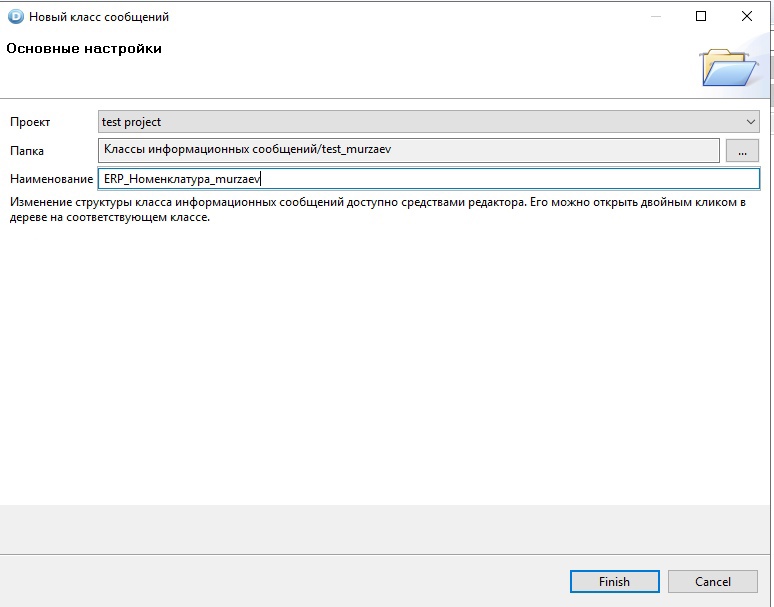 D Новый класс сообщений
Основные настройки
Проект test project
Папка Классы информационных сообщений/test_murzaev ...
Наименование ERP_Номенклатура_murzaev
Изменение структуры класса информационных сообщений доступно средствами редактора. Его можно открыть двойным кликом в
дереве на соответствующем классе.
Finish Cancel